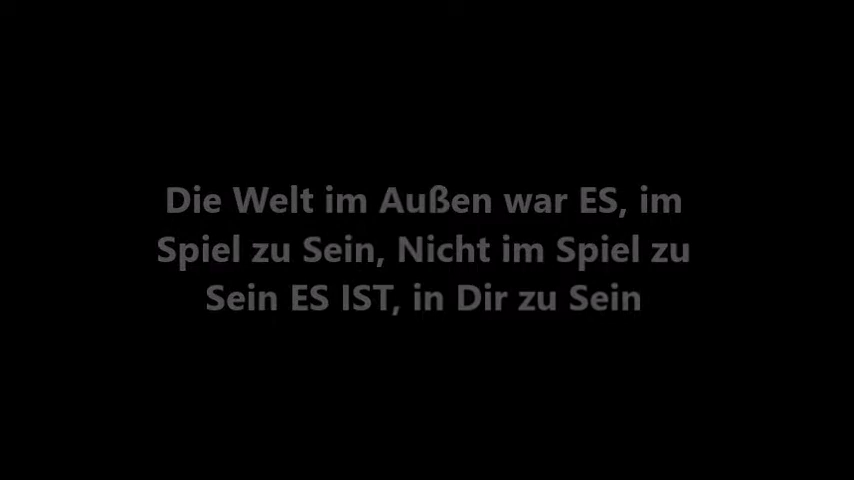 Die Welt im Außen war ES, im
Spiel zu Sein, Nicht im Spiel zu
Sein ES IST, in Dir zu Sein